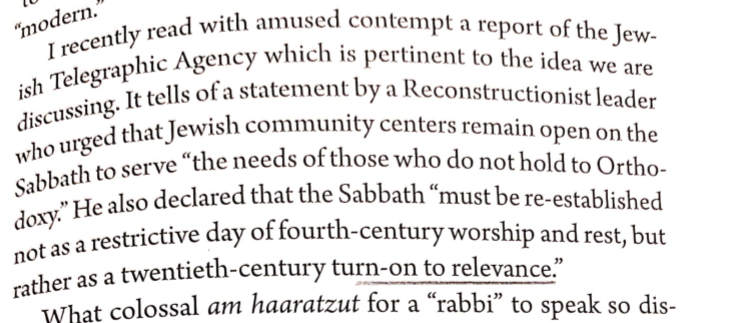 “modern.”
I recently read with amused contempt a report of the Jew-
ish Telegraphic Agency which is pertinent to the idea we are
discussing. It tells of a statement by a Reconstructionist leader
who urged that Jewish community centers remain open on the
Sabbath to serve “the needs of those who do not hold to Ortho-
doxy.” He also declared that the Sabbath “must be re-established
not as a restrictive day of fourth-century worship and rest, but
rather as a twentieth-century turn-on to relevance.”
What colossal am haaratzut for a “rabbi” to speak so dis-